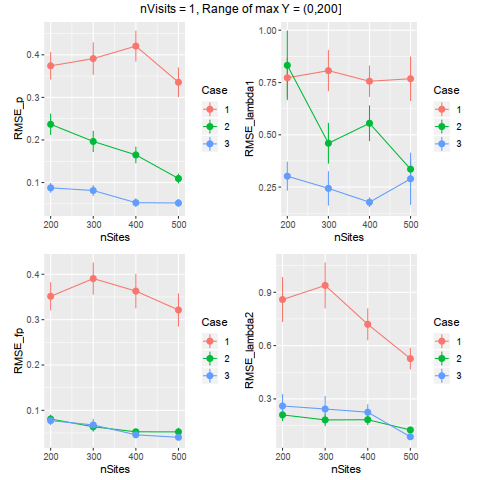 nVisits = 1, Range of max Y = (0,200]
RMSE_p
0.4
0.3
0.2
0.1
200 300 400 500
nSites
Case
1
2
3
RMSE_lambda1
1.00
0.75
0.50
0.25
200 300 400 500
nSites
Case
1
2
3
RMSE_fp
0.4
0.3
0.2
0.1
200 300 400 500
nSites
Case
1
2
3
RMSE_lambda2
0.9
0.6
0.3
200 300 400 500
nSites
Case
1
2
3